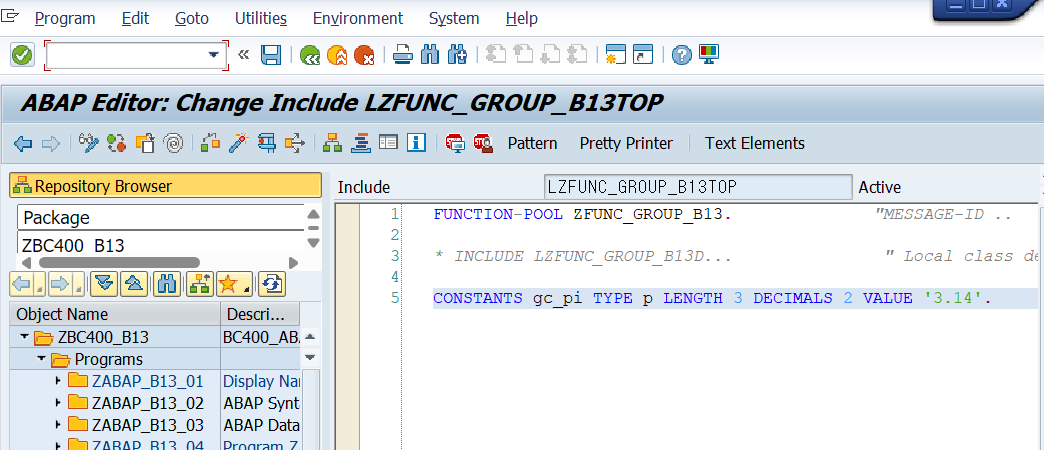 Program Edit Goto Utilities Environment System Help
ABAP Editor: Change Include LZFUNC_GROUP_B13TOP
Pattern Pretty Printer Text Elements
Repository Browser
Package
ZBC400_B13
Object Name Descri...
ZBC400_B13 BC400_AB
Programs
ZABAP_B13_01 Display Na
ZABAP_B13_02 ABAP Synt
ZABAP_B13_03 ABAP Data
ZABAP_B13_04 Program Z
Include LZFUNC_GROUP_B13TOP Active
1 FUNCTION-POOL ZFUNC_GROUP_B13. "MESSAGE-ID ..
2
3 * INCLUDE LZFUNC_GROUP_B13D... " Local class de
4
5 CONSTANTS gc_pi TYPE p LENGTH 3 DECIMALS 2 VALUE '3.14'.